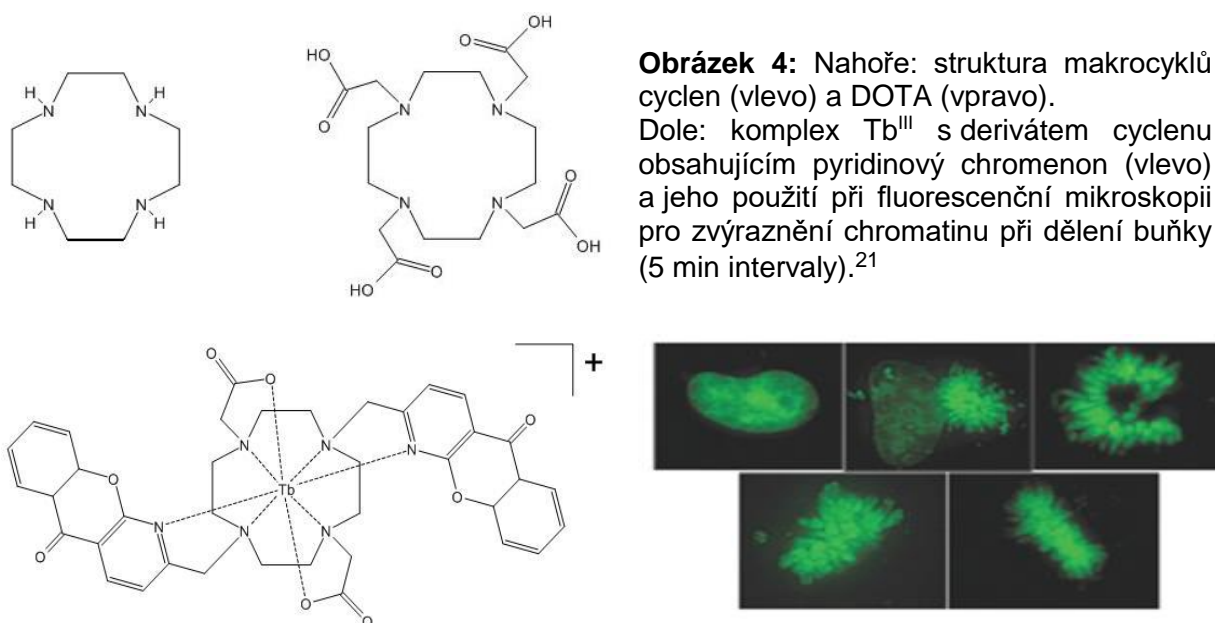 Obrázek 4: Nahoře: struktura makrocyklů
cyclen (vlevo) a DOTA (vpravo).
Dole: komplex Tbᴵᴵᴵ s derivátem cyclenu
obsahujícím pyridinový chromenon (vlevo)
a jeho použití při fluorescenční mikroskopii
pro zvýraznění chromatinu při dělení buňky
(5 min intervaly).²¹
H
N
H
N
N
H
N
H
HO
O
OH
O
N
N
N
N
O
OH
O
HO
+
O
O
O
N
N
N
O
Tb
O
N
N
N
O
O
O
O